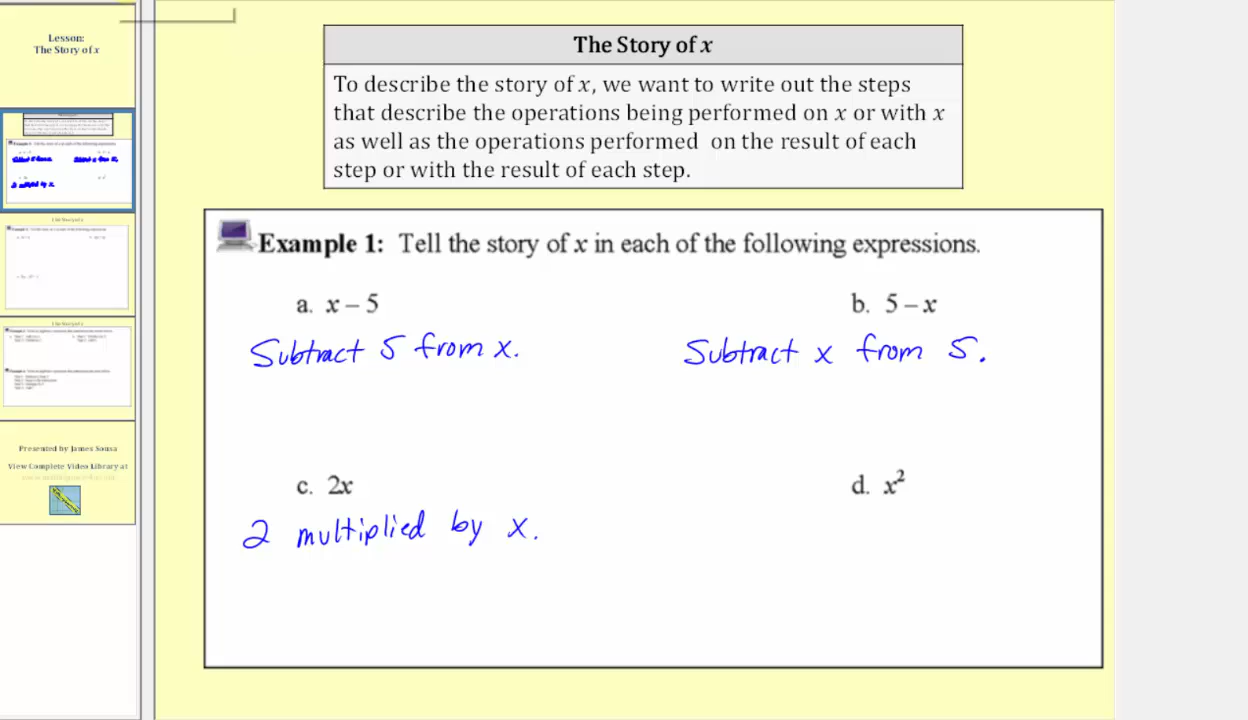 Lesson:
The Story of x
Presented by James Sousa
View Complete Video Library at
The Story of x
To describe the story of x, we want to write out the steps
that describe the operations being performed on x or with x
as well as the operations performed on the result of each
step or with the result of each step.
Example 1: Tell the story of x in each of the following expressions.
a. x – 5
b. 5 – x
Subtract 5 from x.
Subtract x from 5.
c. 2x
d. x²
2 multiplied by x.